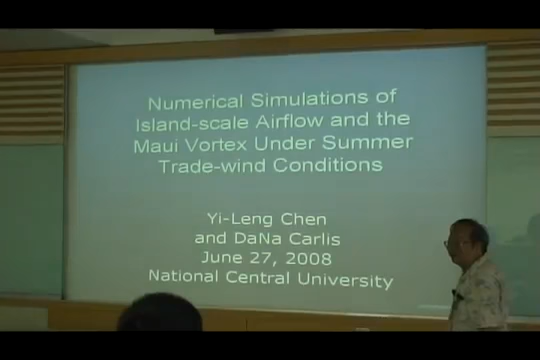 Numerical Simulations of
Island-scale Airflow and the
Maui Vortex Under Summer
Trade-wind Conditions
Yi-Leng Chen
and DaNa Carlis
June 27, 2008
National Central University